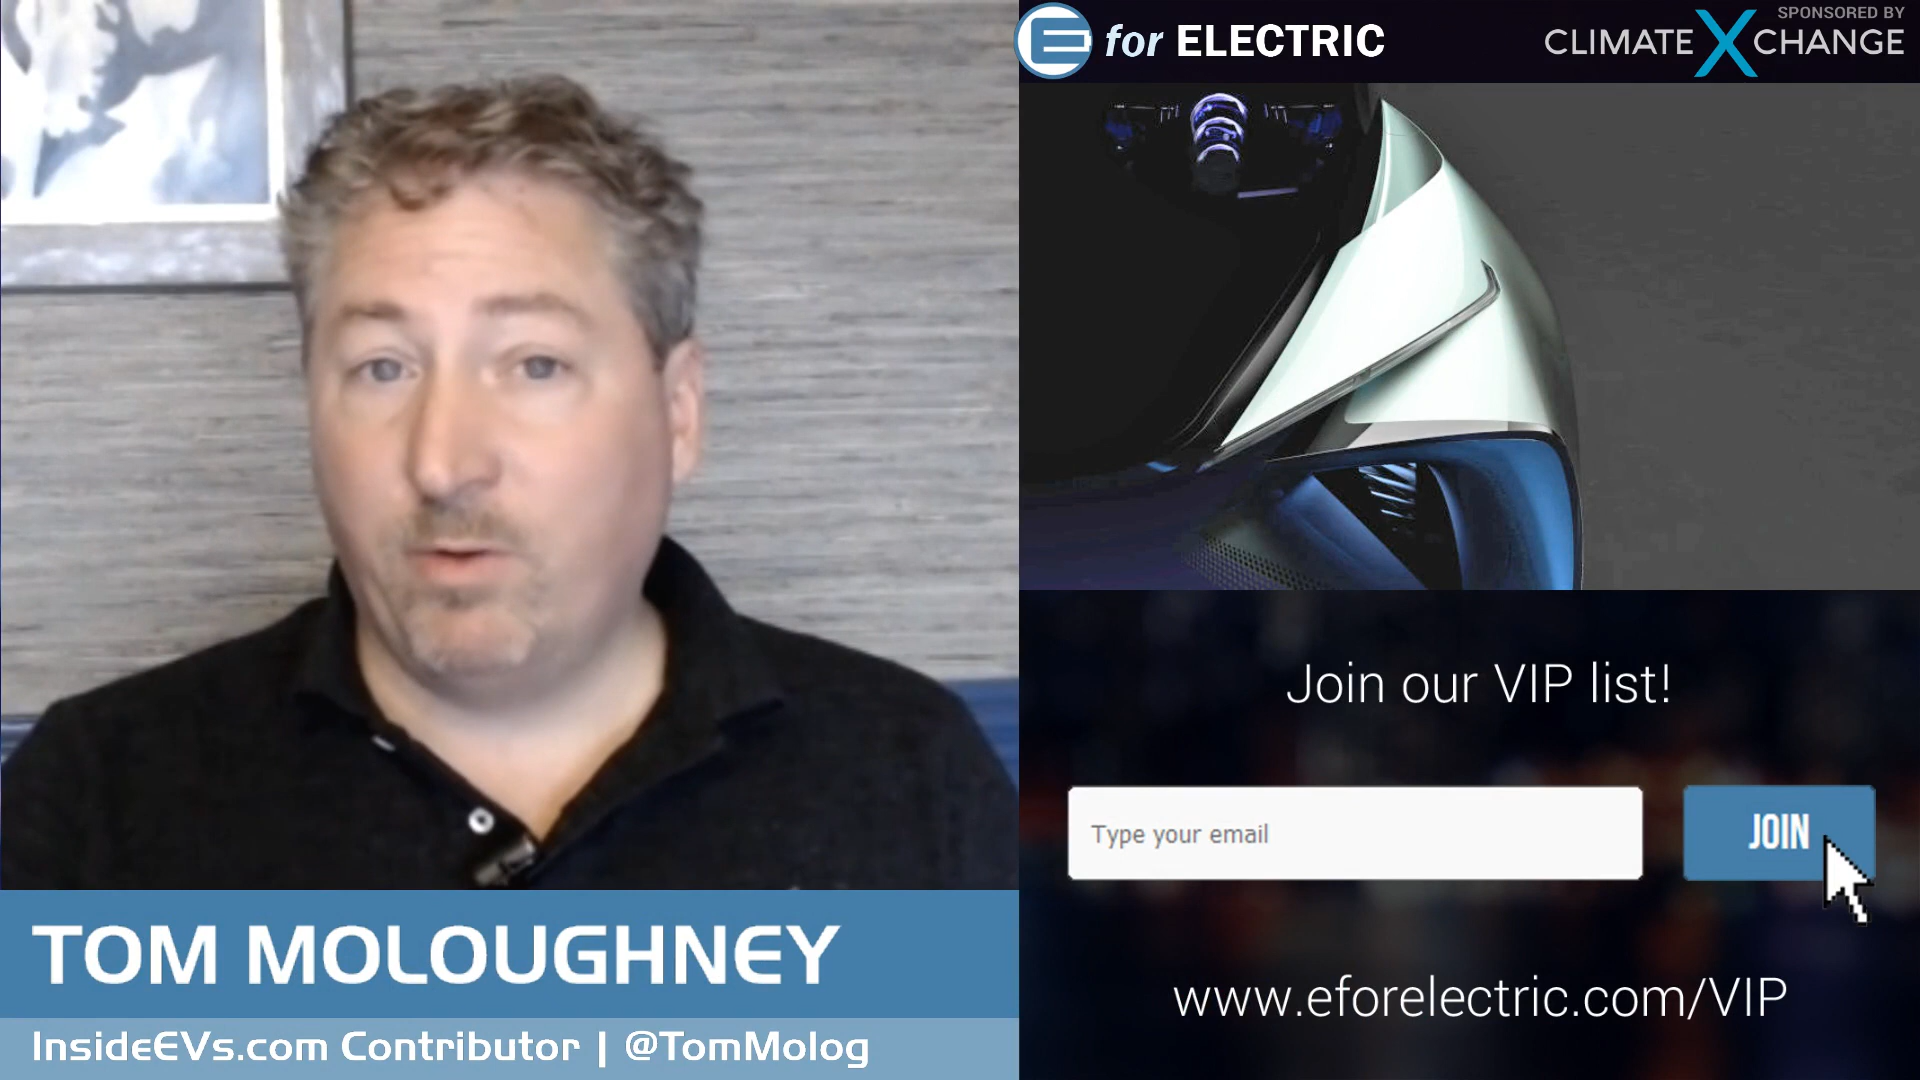 E for ELECTRIC
SPONSORED BY
CLIMATE XCHANGE
Join our VIP list!
Type your email
JOIN
www.eforelectric.com/VIP
TOM MOLOUGHNEY
InsideEVs.com Contributor | @TomMolog